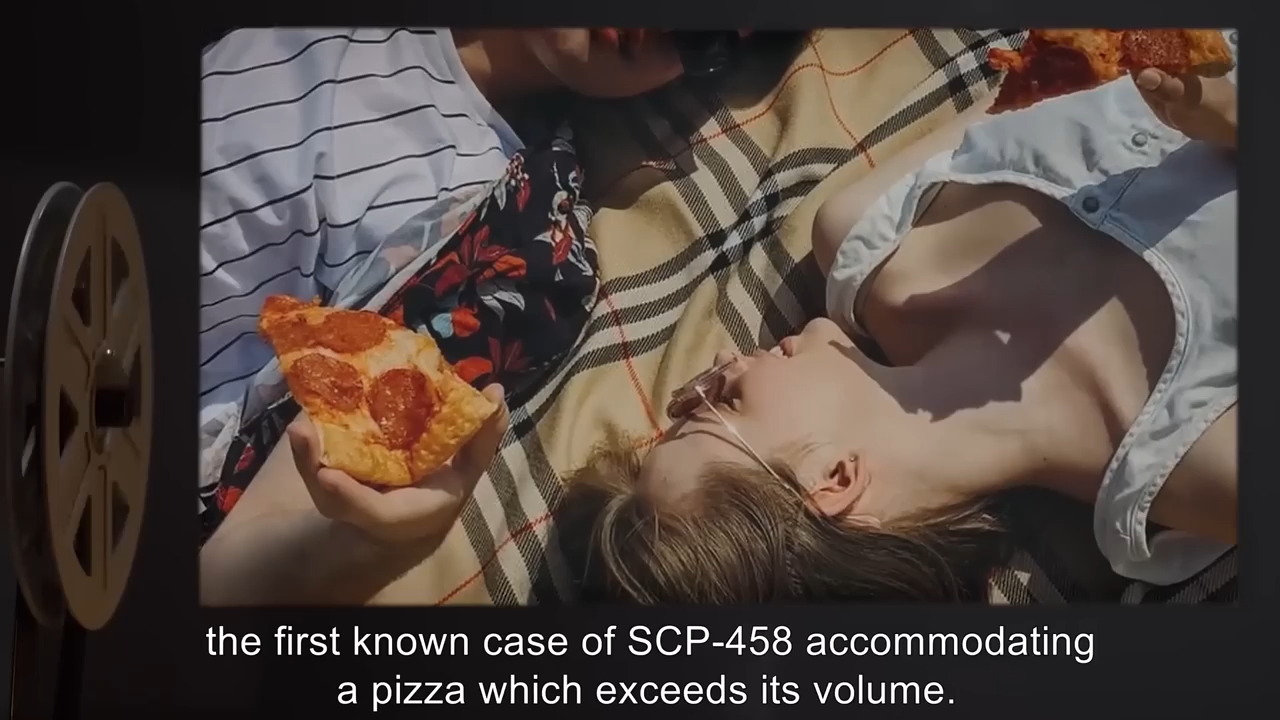 the first known case of SCP-458 accommodating
a pizza which exceeds its volume.